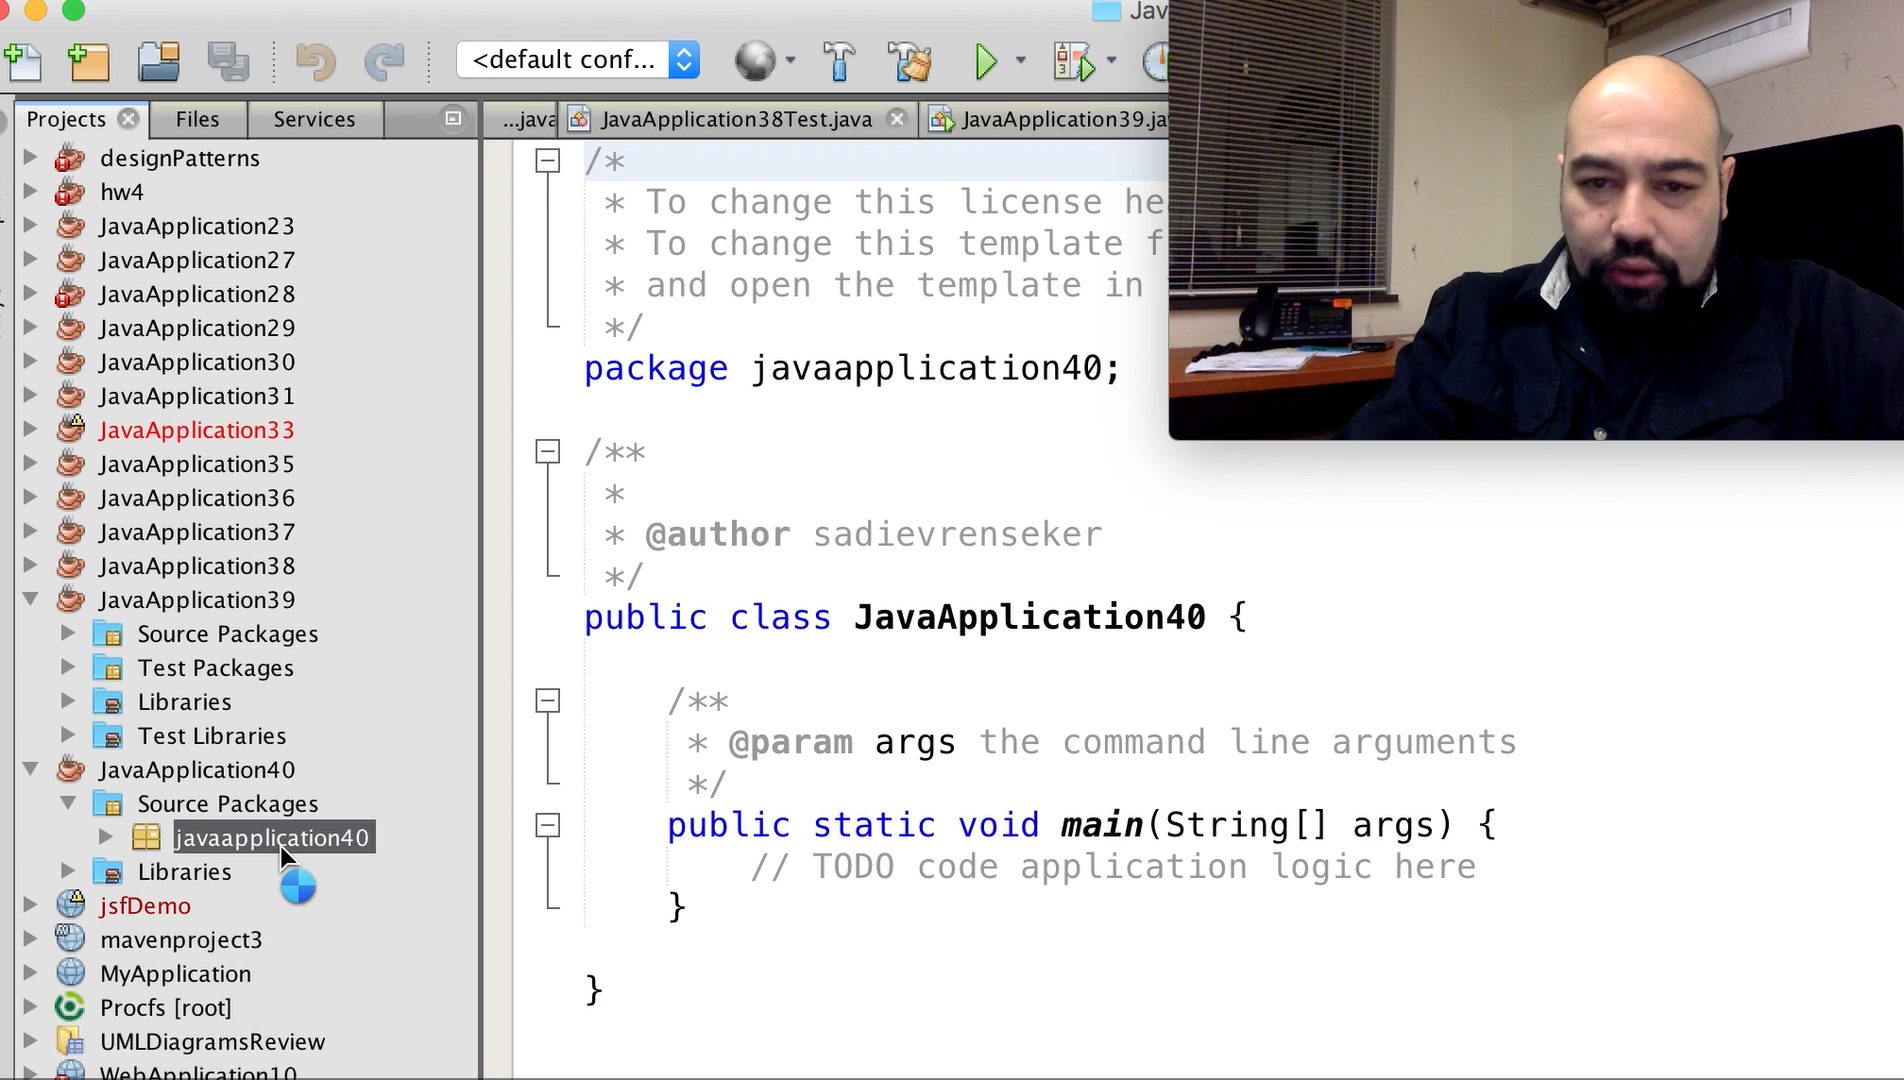 Jav
<default conf...
Projects
Files
Services
...java
JavaApplication38Test.java
JavaApplication39.ja
designPatterns
hw4
JavaApplication23
JavaApplication27
JavaApplication28
JavaApplication29
JavaApplication30
JavaApplication31
JavaApplication33
JavaApplication35
JavaApplication36
JavaApplication37
JavaApplication38
JavaApplication39
Source Packages
Test Packages
Libraries
Test Libraries
JavaApplication40
Source Packages
javaapplication40
Libraries
jsfDemo
mavenproject3
MyApplication
Procfs [root]
UMLDiagramsReview
WebApplication10
/*
* To change this license he
* To change this template f
* and open the template in
*/
package javaapplication40;
/**
*
* @author sadievrenseker
*/
public class JavaApplication40 {
/**
* @param args the command line arguments
*/
public static void main(String[] args) {
// TODO code application logic here
}
}